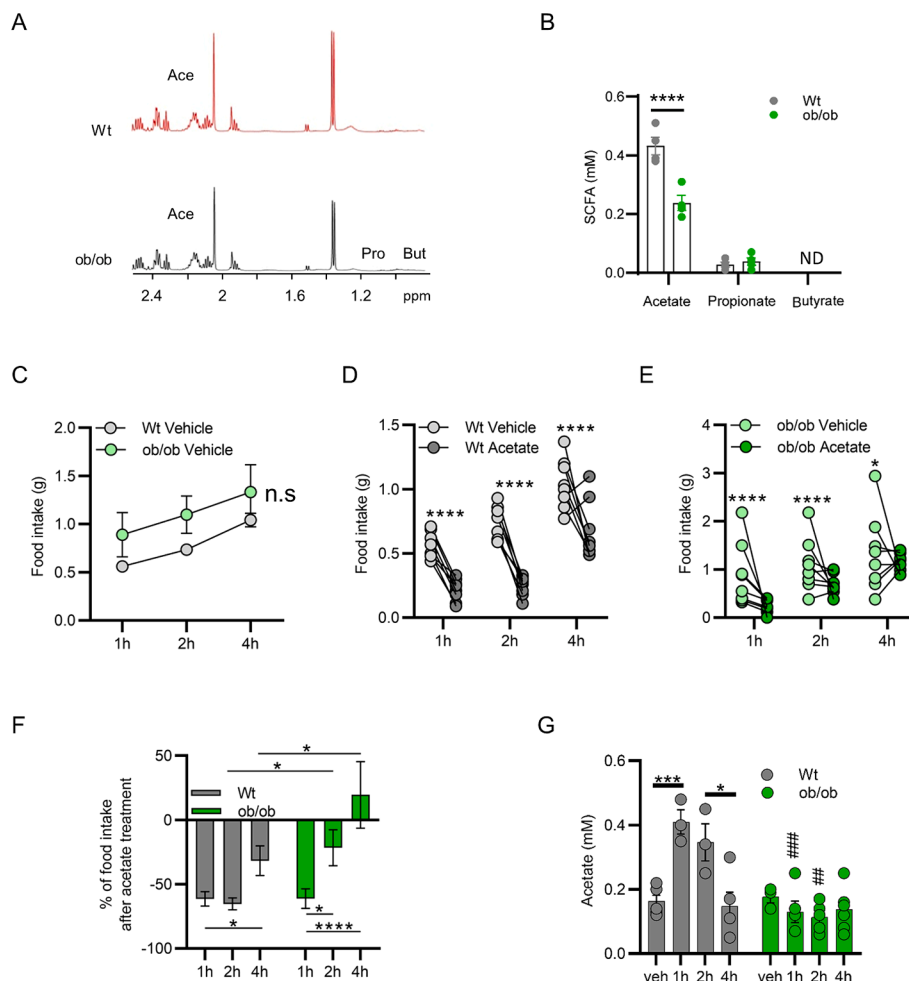 A
Ace
Wt
Ace
ob/ob
Pro
But
2.4
2
1.6
1.2
ppm
B
Wt
ob/ob
****
0.6
0.4
0.2
0.0
SCFA (mM)
ND
Acetate
Propionate
Butyrate
C
2.0
1.5
1.0
0.5
0.0
Food intake (g)
Wt Vehicle
ob/ob Vehicle
n.s
1h
2h
4h
D
1.5
1.0
0.5
0.0
Food intake (g)
Wt Vehicle
Wt Acetate
****
****
****
1h
2h
4h
E
4
3
2
1
0
Food intake (g)
ob/ob Vehicle
ob/ob Acetate
****
****
*
1h
2h
4h
F
50
0
-50
-100
% of food intake
after acetate treatment
Wt
ob/ob
*
*
*
*
****
1h
2h
4h
1h
2h
4h
G
0.6
0.4
0.2
0.0
Acetate (mM)
Wt
ob/ob
***
*
###
##
veh
1h
2h
4h
veh
1h
2h
4h